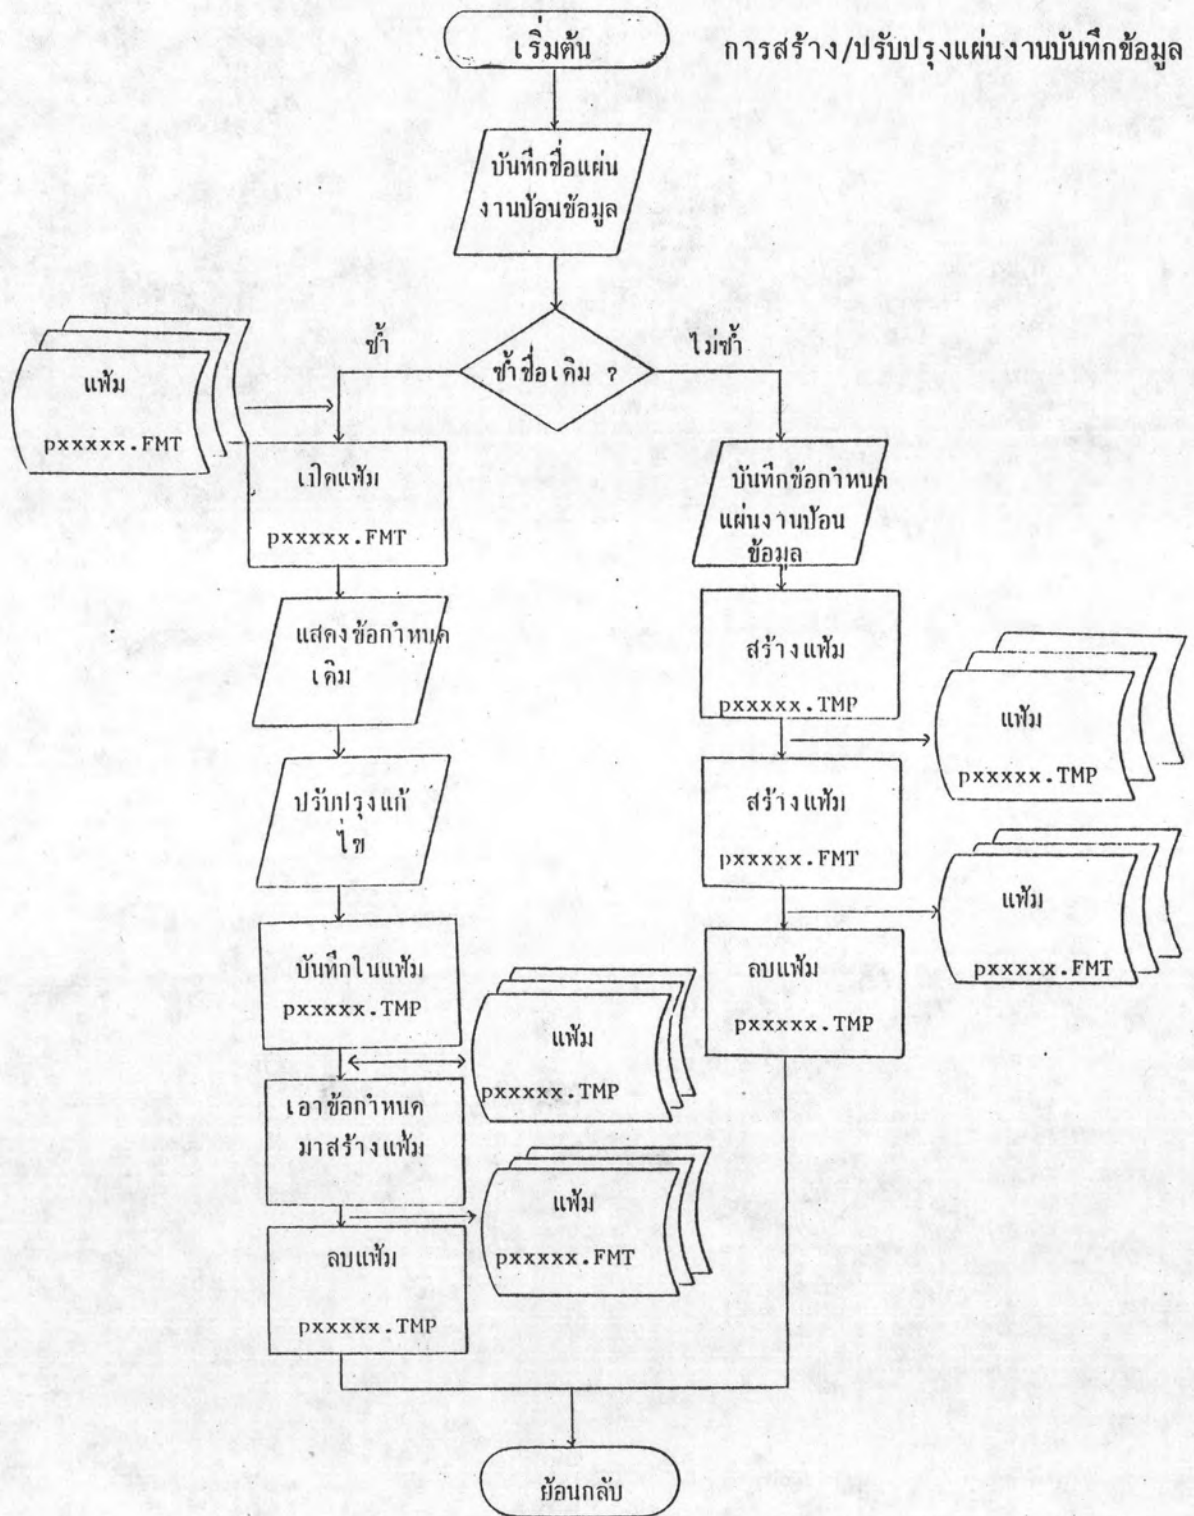 เริ่มต้น
การสร้าง/ปรับปรุงแผ่นงานบันทึกข้อมูล
บันทึกชื่อแผ่น
งานป้อนข้อมูล
ซ้ำชื่อเดิม ?
ซ้ำ
ไม่ซ้ำ
แฟ้ม
pxxxxx.FMT
เปิดแฟ้ม
pxxxxx.FMT
แสดงข้อกำหนด
เดิม
ปรับปรุงแก้
ไข
บันทึกในแฟ้ม
pxxxxx.TMP
แฟ้ม
pxxxxx.TMP
เอาข้อกำหนด
มาสร้างแฟ้ม
แฟ้ม
pxxxxx.FMT
ลบแฟ้ม
pxxxxx.TMP
บันทึกข้อกำหนด
แผ่นงานป้อน
ข้อมูล
สร้างแฟ้ม
pxxxxx.TMP
แฟ้ม
pxxxxx.TMP
สร้างแฟ้ม
pxxxxx.FMT
แฟ้ม
pxxxxx.FMT
ลบแฟ้ม
pxxxxx.TMP
ย้อนกลับ